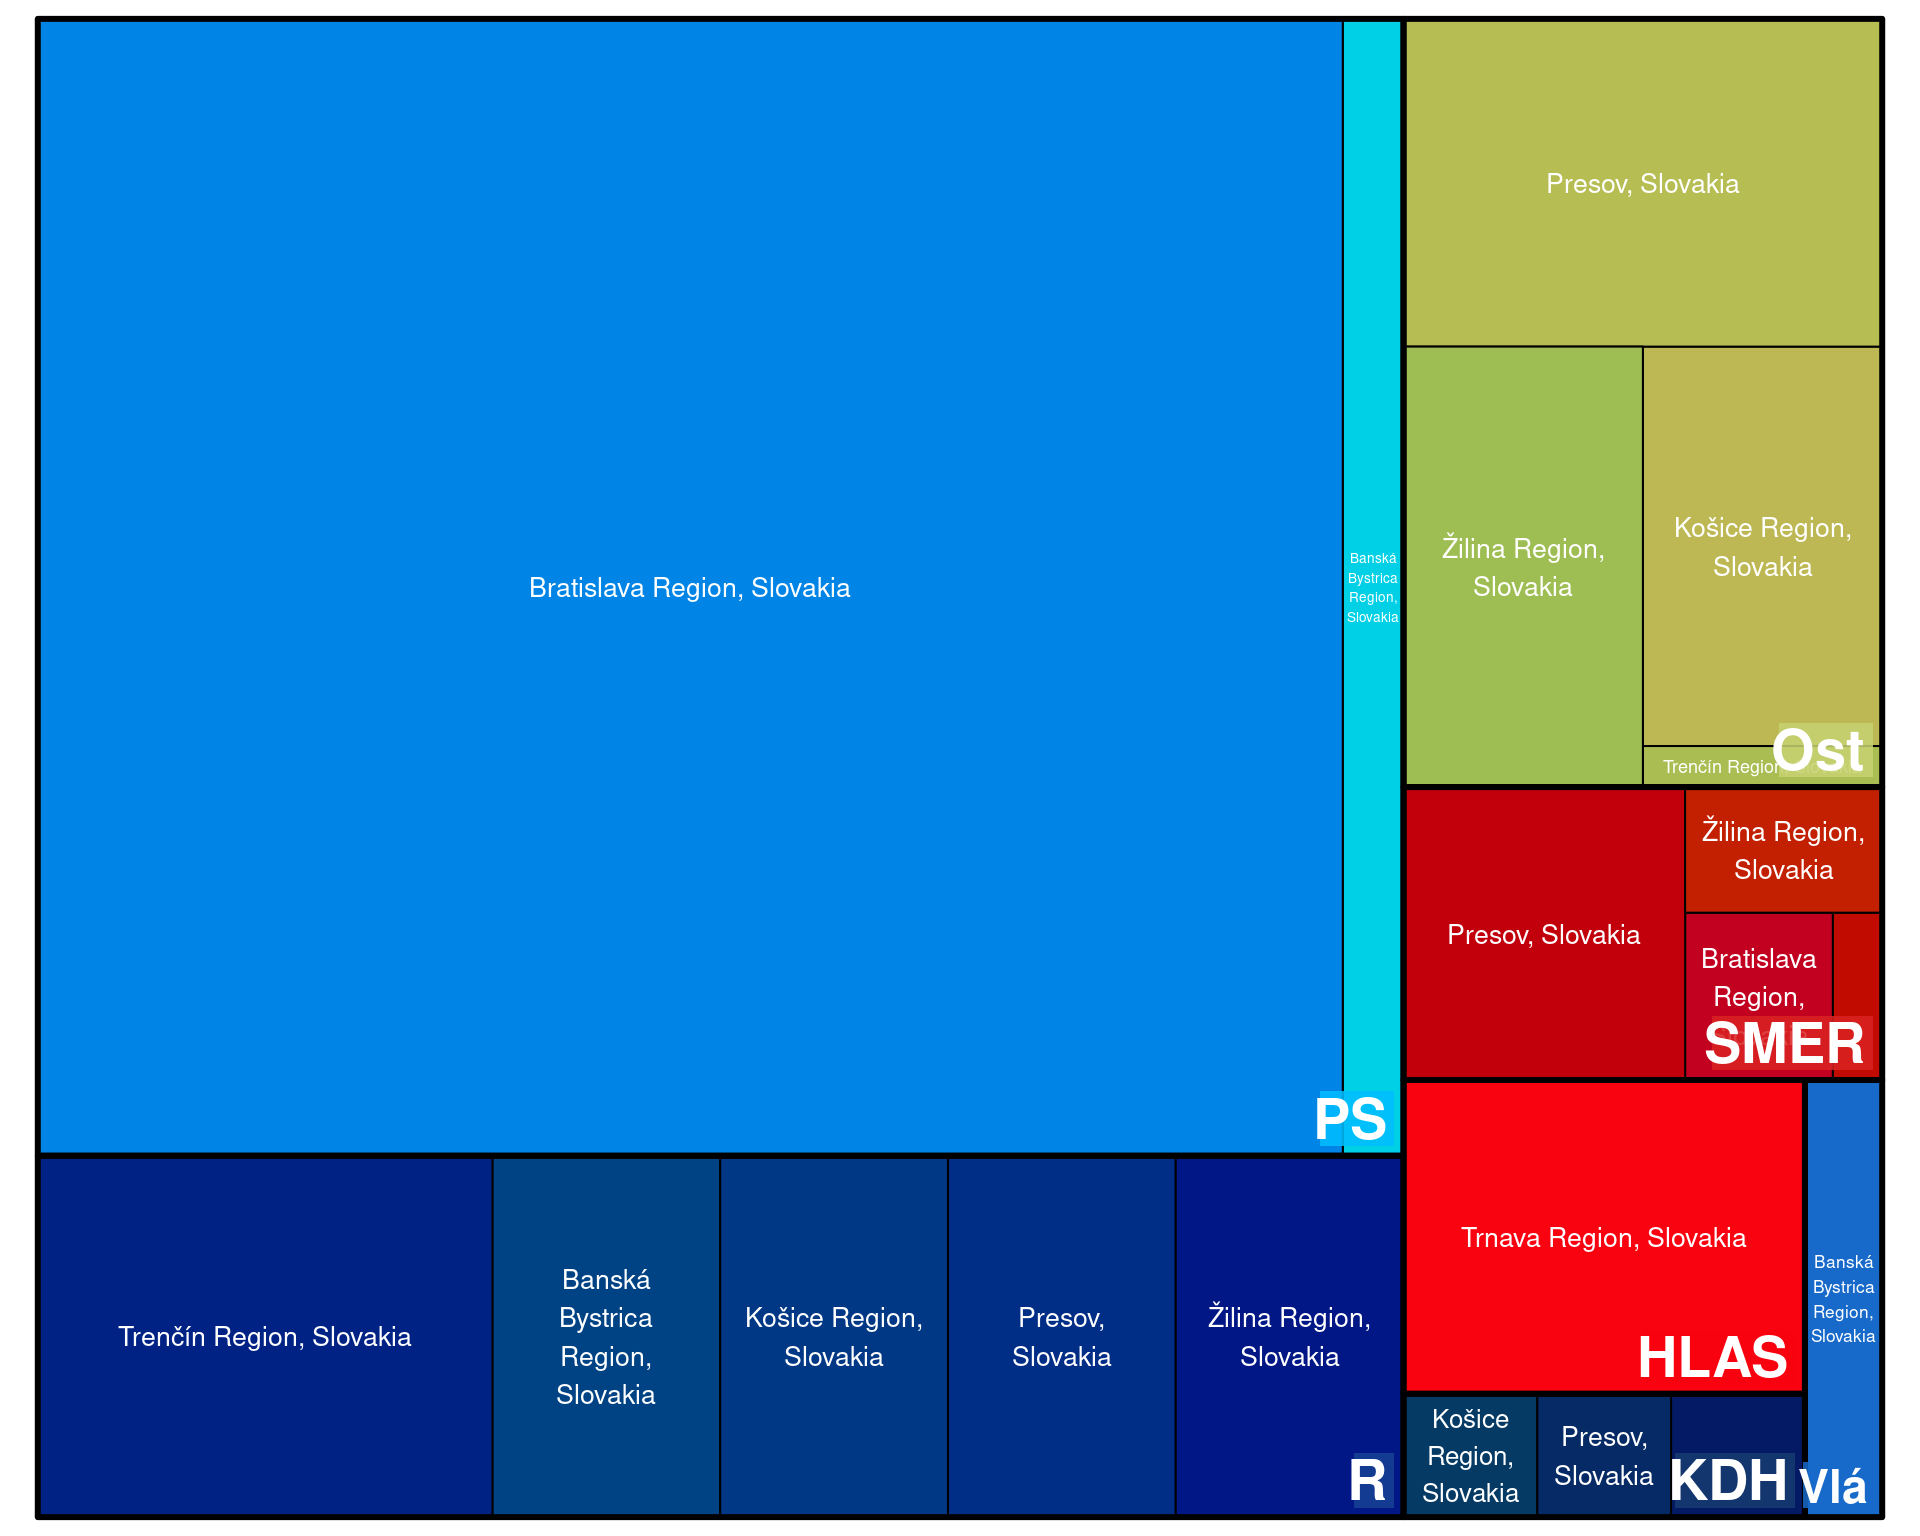 Bratislava Region, Slovakia
Banská
Bystrica
Region,
Slovakia
PS
Presov, Slovakia
Žilina Region,
Slovakia
Košice Region,
Slovakia
Trenčín Region
Ost
Presov, Slovakia
Žilina Region,
Slovakia
Bratislava
Region,
SMER
Trnava Region, Slovakia
HLAS
Banská
Bystrica
Region,
Slovakia
Vlá
Trenčín Region, Slovakia
Banská
Bystrica
Region,
Slovakia
Košice Region,
Slovakia
Presov,
Slovakia
Žilina Region,
Slovakia
R
Košice
Region,
Slovakia
Presov,
Slovakia
KDH